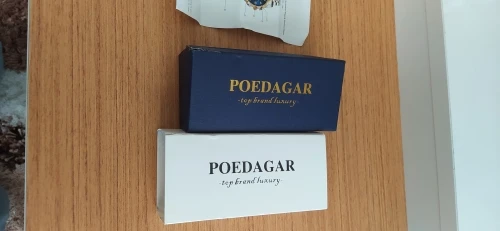 POEDAGAR
-top brand luxury-
POEDAGAR
-top brand luxury-